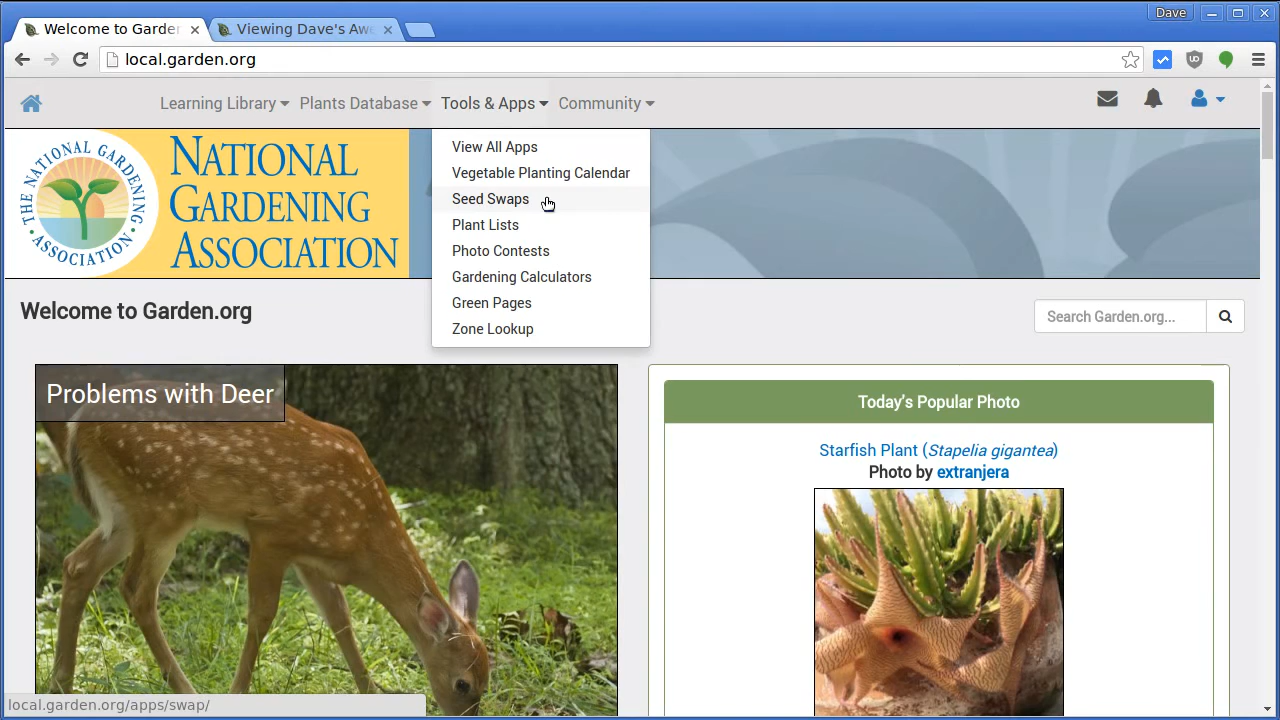 Dave
Welcome to Garder
Viewing Dave's Awe
local.garden.org
Learning Library
Plants Database
Tools & Apps
Community
THE NATIONAL GARDENING ASSOCIATION
NATIONAL
GARDENING
ASSOCIATION
View All Apps
Vegetable Planting Calendar
Seed Swaps
Plant Lists
Photo Contests
Gardening Calculators
Green Pages
Zone Lookup
Welcome to Garden.org
Search Garden.org...
Problems with Deer
Today's Popular Photo
Starfish Plant (Stapelia gigantea)
Photo by extranjera
local.garden.org/apps/swap/